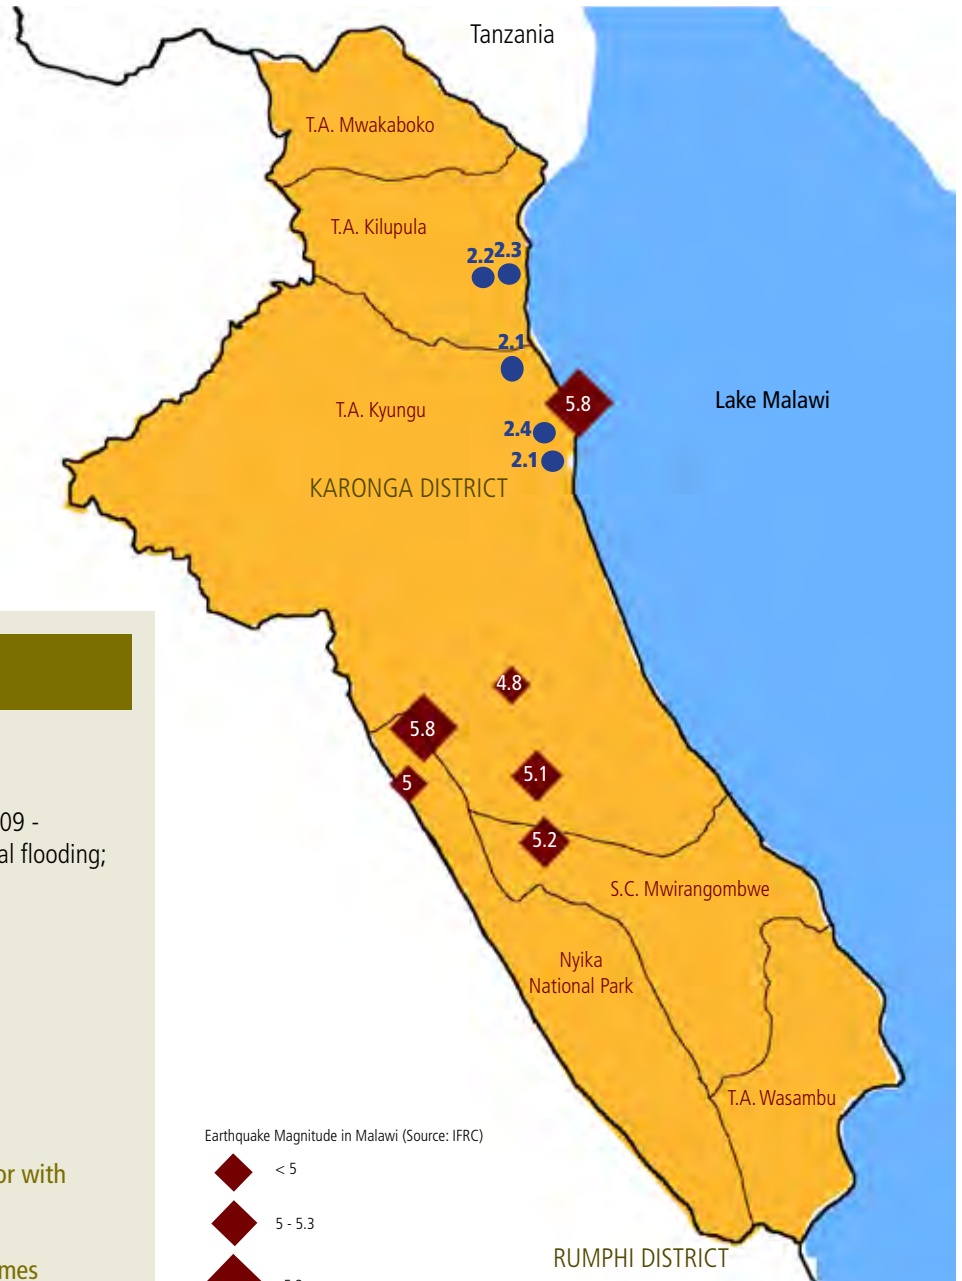 Tanzania
T.A. Mwakaboko
T.A. Kilupula
2.2
2.3
2.1
5.8
Lake Malawi
T.A. Kyungu
2.4
2.1
KARONGA DISTRICT
4.8
5.8
5
5.1
09 -
al flooding;
5.2
S.C. Mwirangombwe
Nyika
National Park
T.A. Wasambu
Earthquake Magnitude in Malawi (Source: IFRC)
< 5
or with
5 - 5.3
RUMPHI DISTRICT
mes